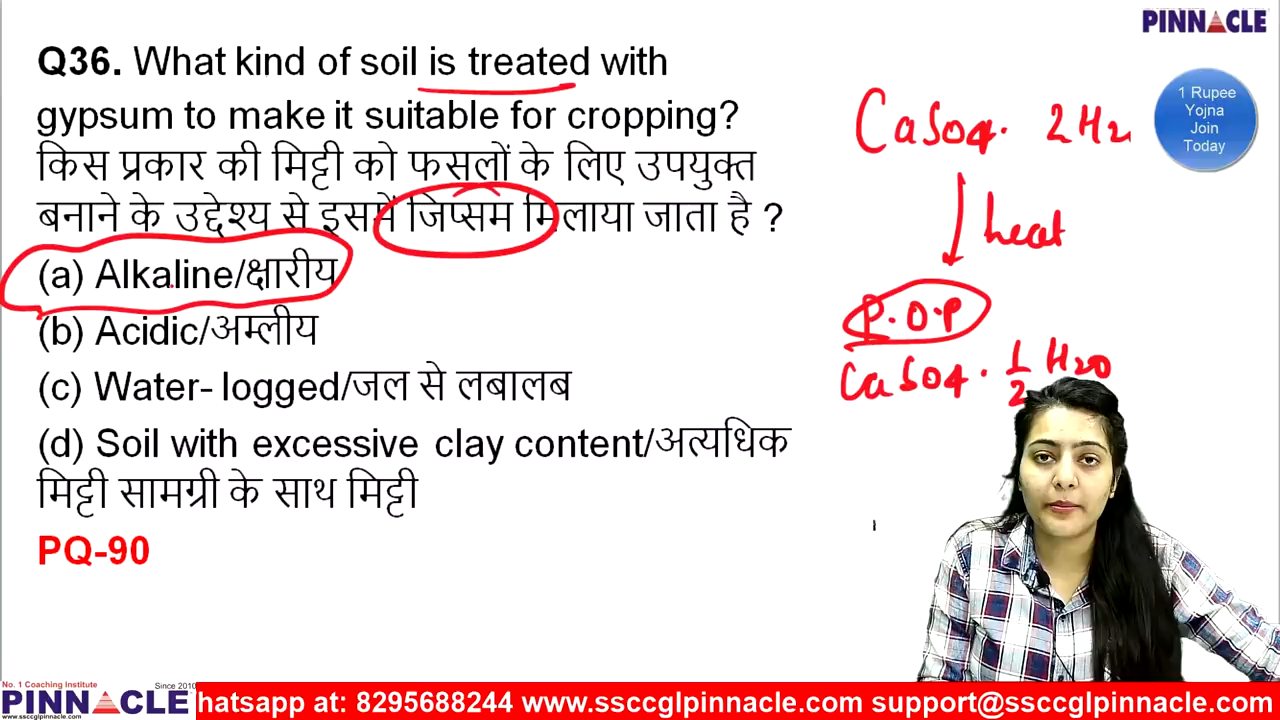 PINNACLE
Q36. What kind of soil is treated with
gypsum to make it suitable for cropping?
किस प्रकार की मिट्टी को फसलों के लिए उपयुक्त
बनाने के उद्देश्य से इसमें जिप्सम मिलाया जाता है ?
(a) Alkaline/क्षारीय
(b) Acidic/अम्लीय
(c) Water- logged/जल से लबालब
(d) Soil with excessive clay content/अत्यधिक
मिट्टी सामग्री के साथ मिट्टी
PQ-90
1 Rupee
Yojna
Join
Today
CaSO4. 2H2
heat
P.O.P
CaSO4. 1/2 H2O
No. 1 Coaching Institute
Since 2010
PINNACLE
www.ssccglpinnacle.com
hatsapp at: 8295688244 www.ssccglpinnacle.com support@ssccglpinnacle.com